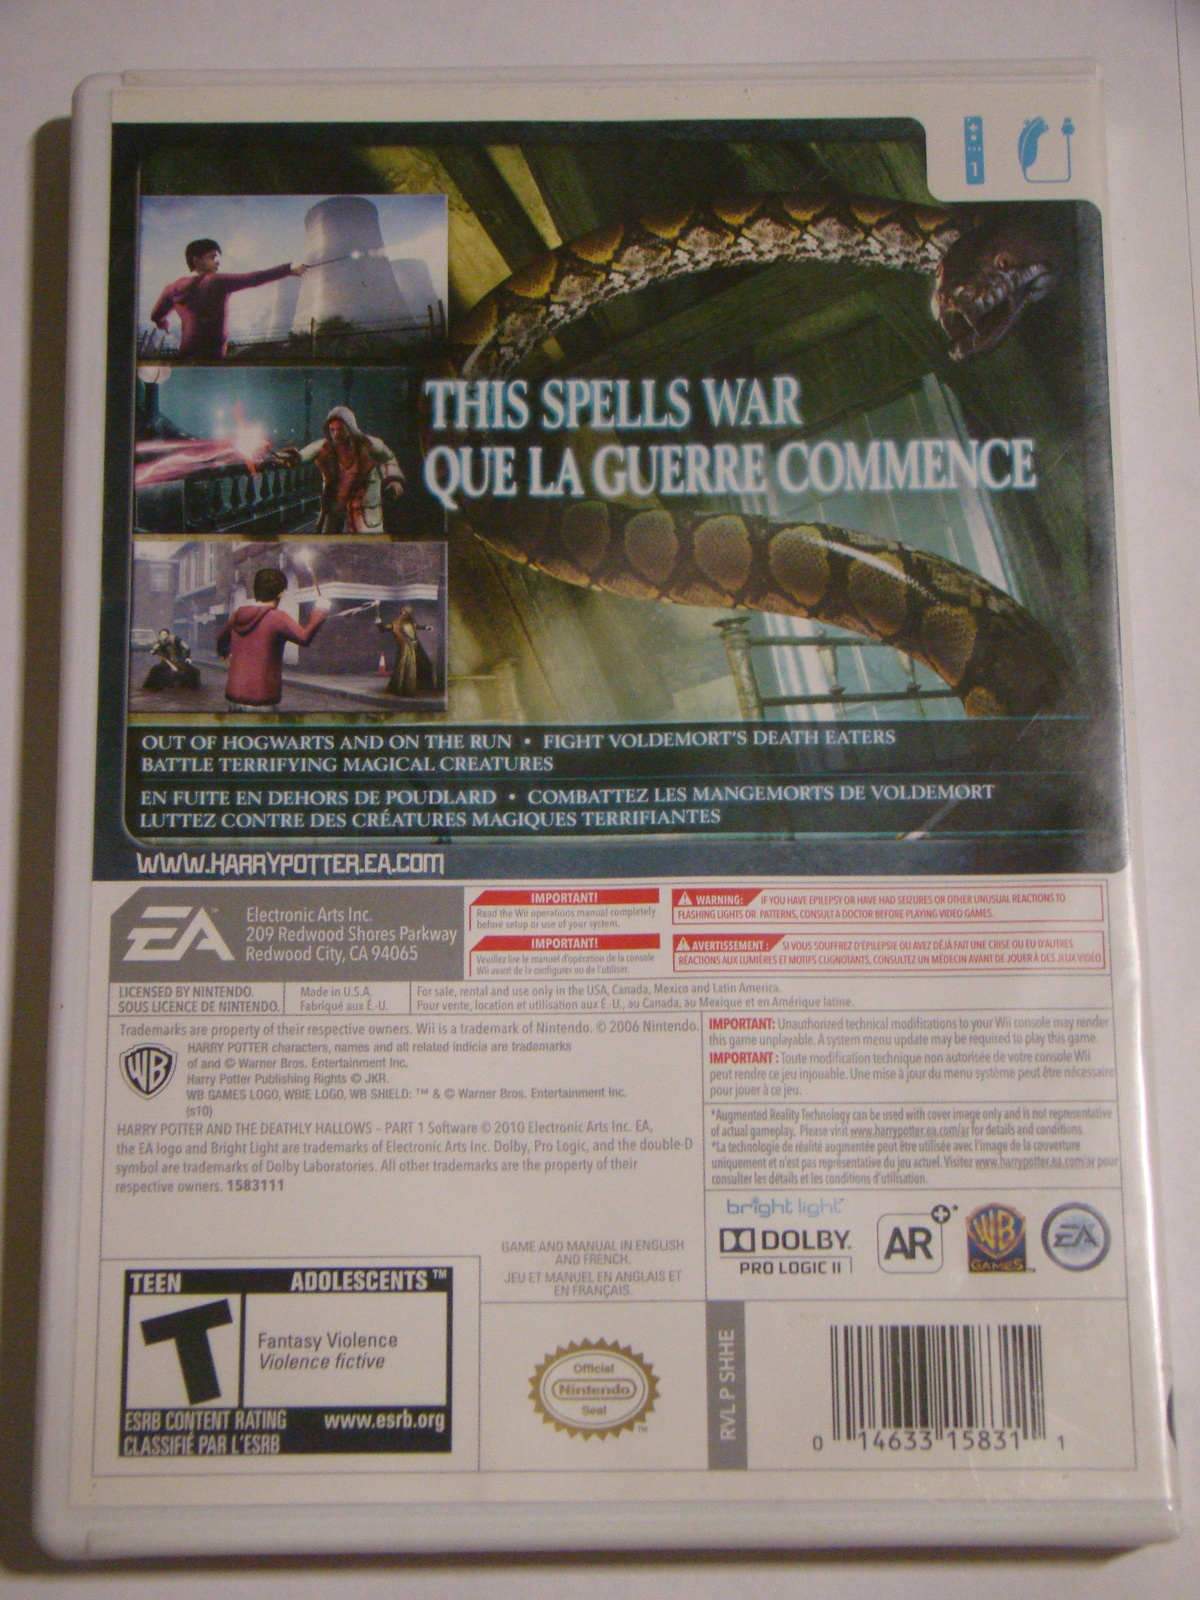 1
THIS SPELLS WAR
QUE LA GUERRE COMMENCE
OUT OF HOGWARTS AND ON THE RUN • FIGHT VOLDEMORT'S DEATH EATERS
BATTLE TERRIFYING MAGICAL CREATURES
EN FUITE EN DEHORS DE POUDLARD • COMBATTEZ LES MANGEMORTS DE VOLDEMORT
LUTTEZ CONTRE DES CRÉATURES MAGIQUES TERRIFIANTES
WWW.HARRYPOTTER.EA.COM
EA™
Electronic Arts Inc.
209 Redwood Shores Parkway
Redwood City, CA 94065
IMPORTANT!
Read the Wii operations manual completely
before setup or use of your system.
IMPORTANT!
Veuillez lire le manuel d'opération de la console
Wii avant de la configurer ou de l'utiliser.
WARNING: IF YOU HAVE EPILEPSY OR HAVE HAD SEIZURES OR OTHER UNUSUAL REACTIONS TO
FLASHING LIGHTS OR PATTERNS, CONSULT A DOCTOR BEFORE PLAYING VIDEO GAMES.
AVERTISSEMENT : SI VOUS SOUFFREZ D'ÉPILEPSIE OU AVEZ DÉJÀ FAIT UNE CRISE OU EU D'AUTRES
RÉACTIONS AUX LUMIÈRES ET MOTIFS CLIGNOTANTS, CONSULTEZ UN MÉDECIN AVANT DE JOUER À DES JEUX VIDÉO
LICENSED BY NINTENDO.
SOUS LICENCE DE NINTENDO.
Made in U.S.A.
Fabriqué aux É.-U.
For sale, rental and use only in the USA, Canada, Mexico and Latin America.
Pour vente, location et utilisation aux É.-U., au Canada, au Mexique et en Amérique latine.
Trademarks are property of their respective owners. Wii is a trademark of Nintendo. © 2006 Nintendo.
WB
HARRY POTTER characters, names and all related indicia are trademarks
of and © Warner Bros. Entertainment Inc.
Harry Potter Publishing Rights © JKR.
WB GAMES LOGO, WBIE LOGO, WB SHIELD: ™ & © Warner Bros. Entertainment Inc.
(s10)
HARRY POTTER AND THE DEATHLY HALLOWS – PART 1 Software © 2010 Electronic Arts Inc. EA,
the EA logo and Bright Light are trademarks of Electronic Arts Inc. Dolby, Pro Logic, and the double-D
symbol are trademarks of Dolby Laboratories. All other trademarks are the property of their
respective owners. 1583111
IMPORTANT: Unauthorized technical modifications to your Wii console may render
this game unplayable. A system menu update may be required to play this game.
IMPORTANT : Toute modification technique non autorisée de votre console Wii
peut rendre ce jeu injouable. Une mise à jour du menu système peut être nécessaire
pour jouer à ce jeu.
*Augmented Reality Technology can be used with cover image only and is not representative
of actual gameplay. Please visit www.harrypotter.ea.com/ar for details and conditions.
*La technologie de réalité augmentée peut être utilisée avec l'image de la couverture
uniquement et n'est pas représentative du jeu actuel. Visitez www.harrypotter.ea.com/ar pour
consulter les détails et les conditions d'utilisation.
bright light™
DOLBY.
PRO LOGIC II
AR+*
WB
GAMES™
EA
GAME AND MANUAL IN ENGLISH
AND FRENCH.
JEU ET MANUEL EN ANGLAIS ET
EN FRANÇAIS.
TEEN ADOLESCENTS™
T
Fantasy Violence
Violence fictive
ESRB CONTENT RATING www.esrb.org
CLASSIFIÉ PAR L'ESRB
Official
Nintendo
Seal
™
RVL P SHHE
0 14633 15831 1